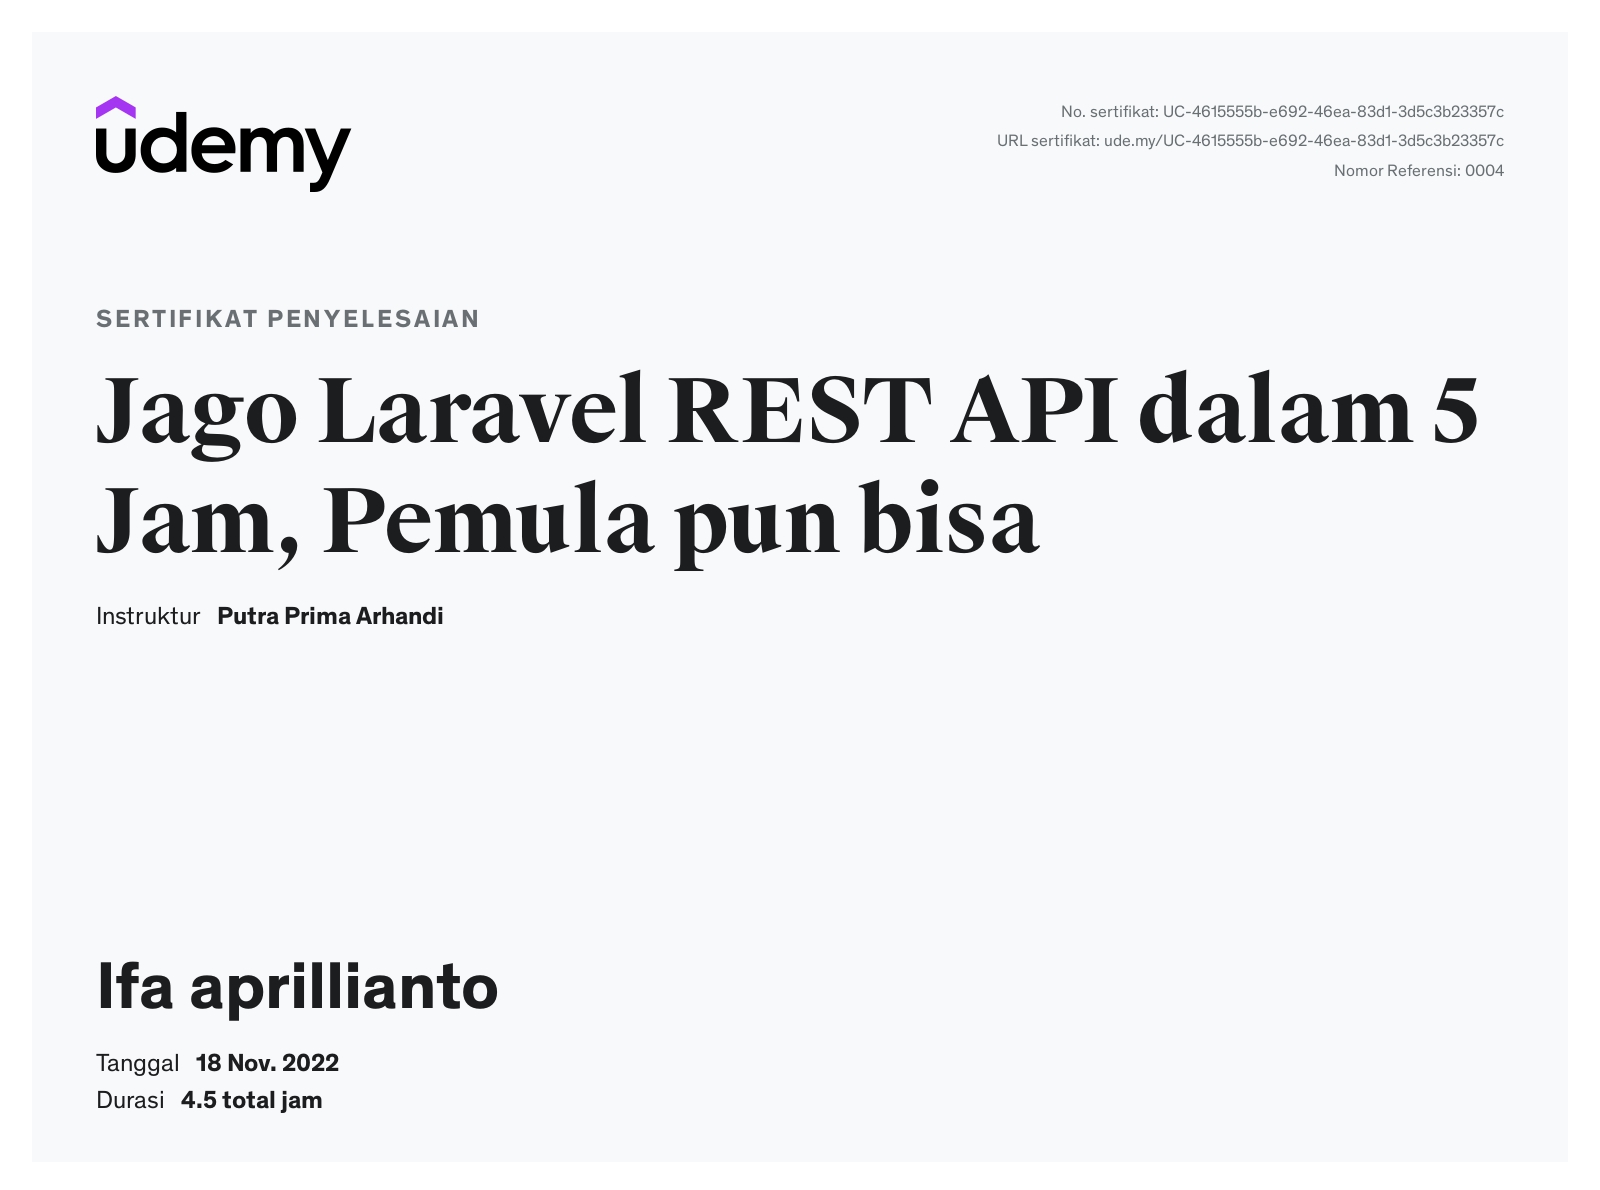 udemy
No. sertifikat: UC-4615555b-e692-46ea-83d1-3d5c3b23357c
URL sertifikat: ude.my/UC-4615555b-e692-46ea-83d1-3d5c3b23357c
Nomor Referensi: 0004
SERTIFIKAT PENYELESAIAN
Jago Laravel REST API dalam 5
Jam, Pemula pun bisa
Instruktur Putra Prima Arhandi
Ifa aprillianto
Tanggal 18 Nov. 2022
Durasi 4.5 total jam